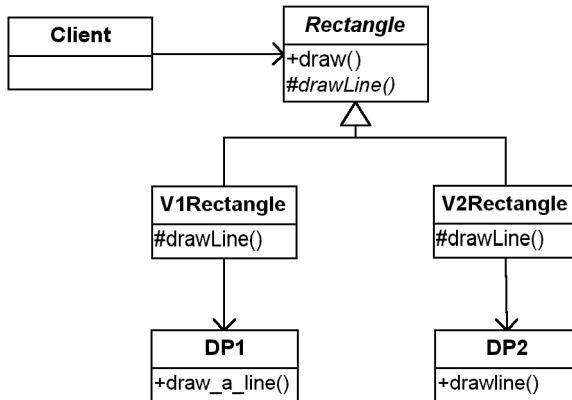 Client
Rectangle
+draw()
#drawLine()
V1Rectangle
#drawLine()
V2Rectangle
#drawLine()
DP1
+draw_a_line()
DP2
+drawline()